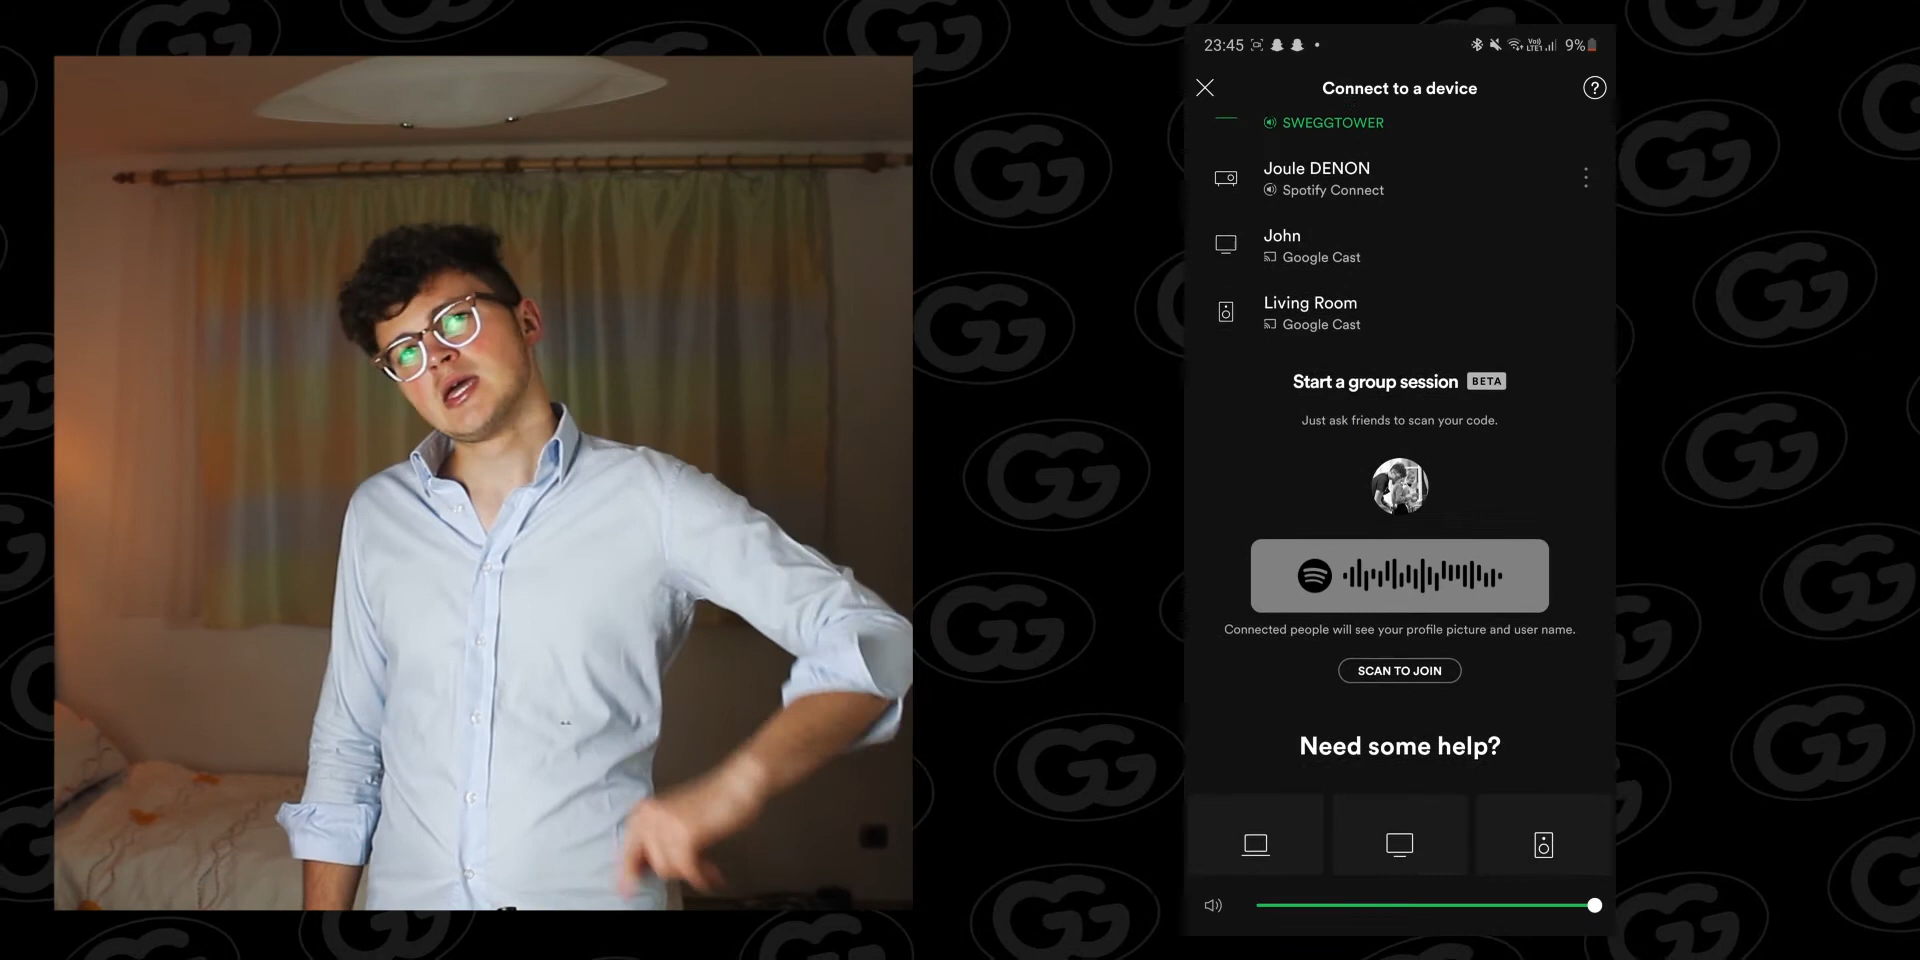 23:45
9%
Connect to a device
?
SWEGGTOWER
Joule DENON
Spotify Connect
John
Google Cast
Living Room
Google Cast
Start a group session BETA
Just ask friends to scan your code.
Connected people will see your profile picture and user name.
SCAN TO JOIN
Need some help?